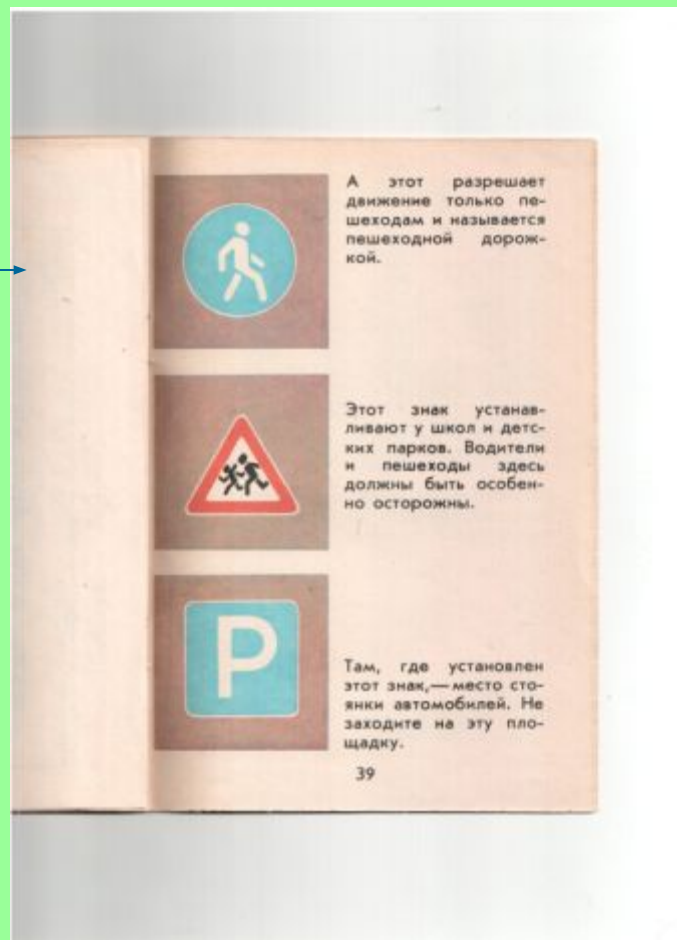 А этот разрешает
движение только пе-
шеходам и называется
пешеходной дорож-
кой.
Этот знак устанав-
ливают у школ и детс-
ких парков. Водители
и пешеходы здесь
должны быть особен-
но осторожны.
P
Там, где установлен
этот знак,— место сто-
янки автомобилей. Не
заходите на эту пло-
щадку.
39